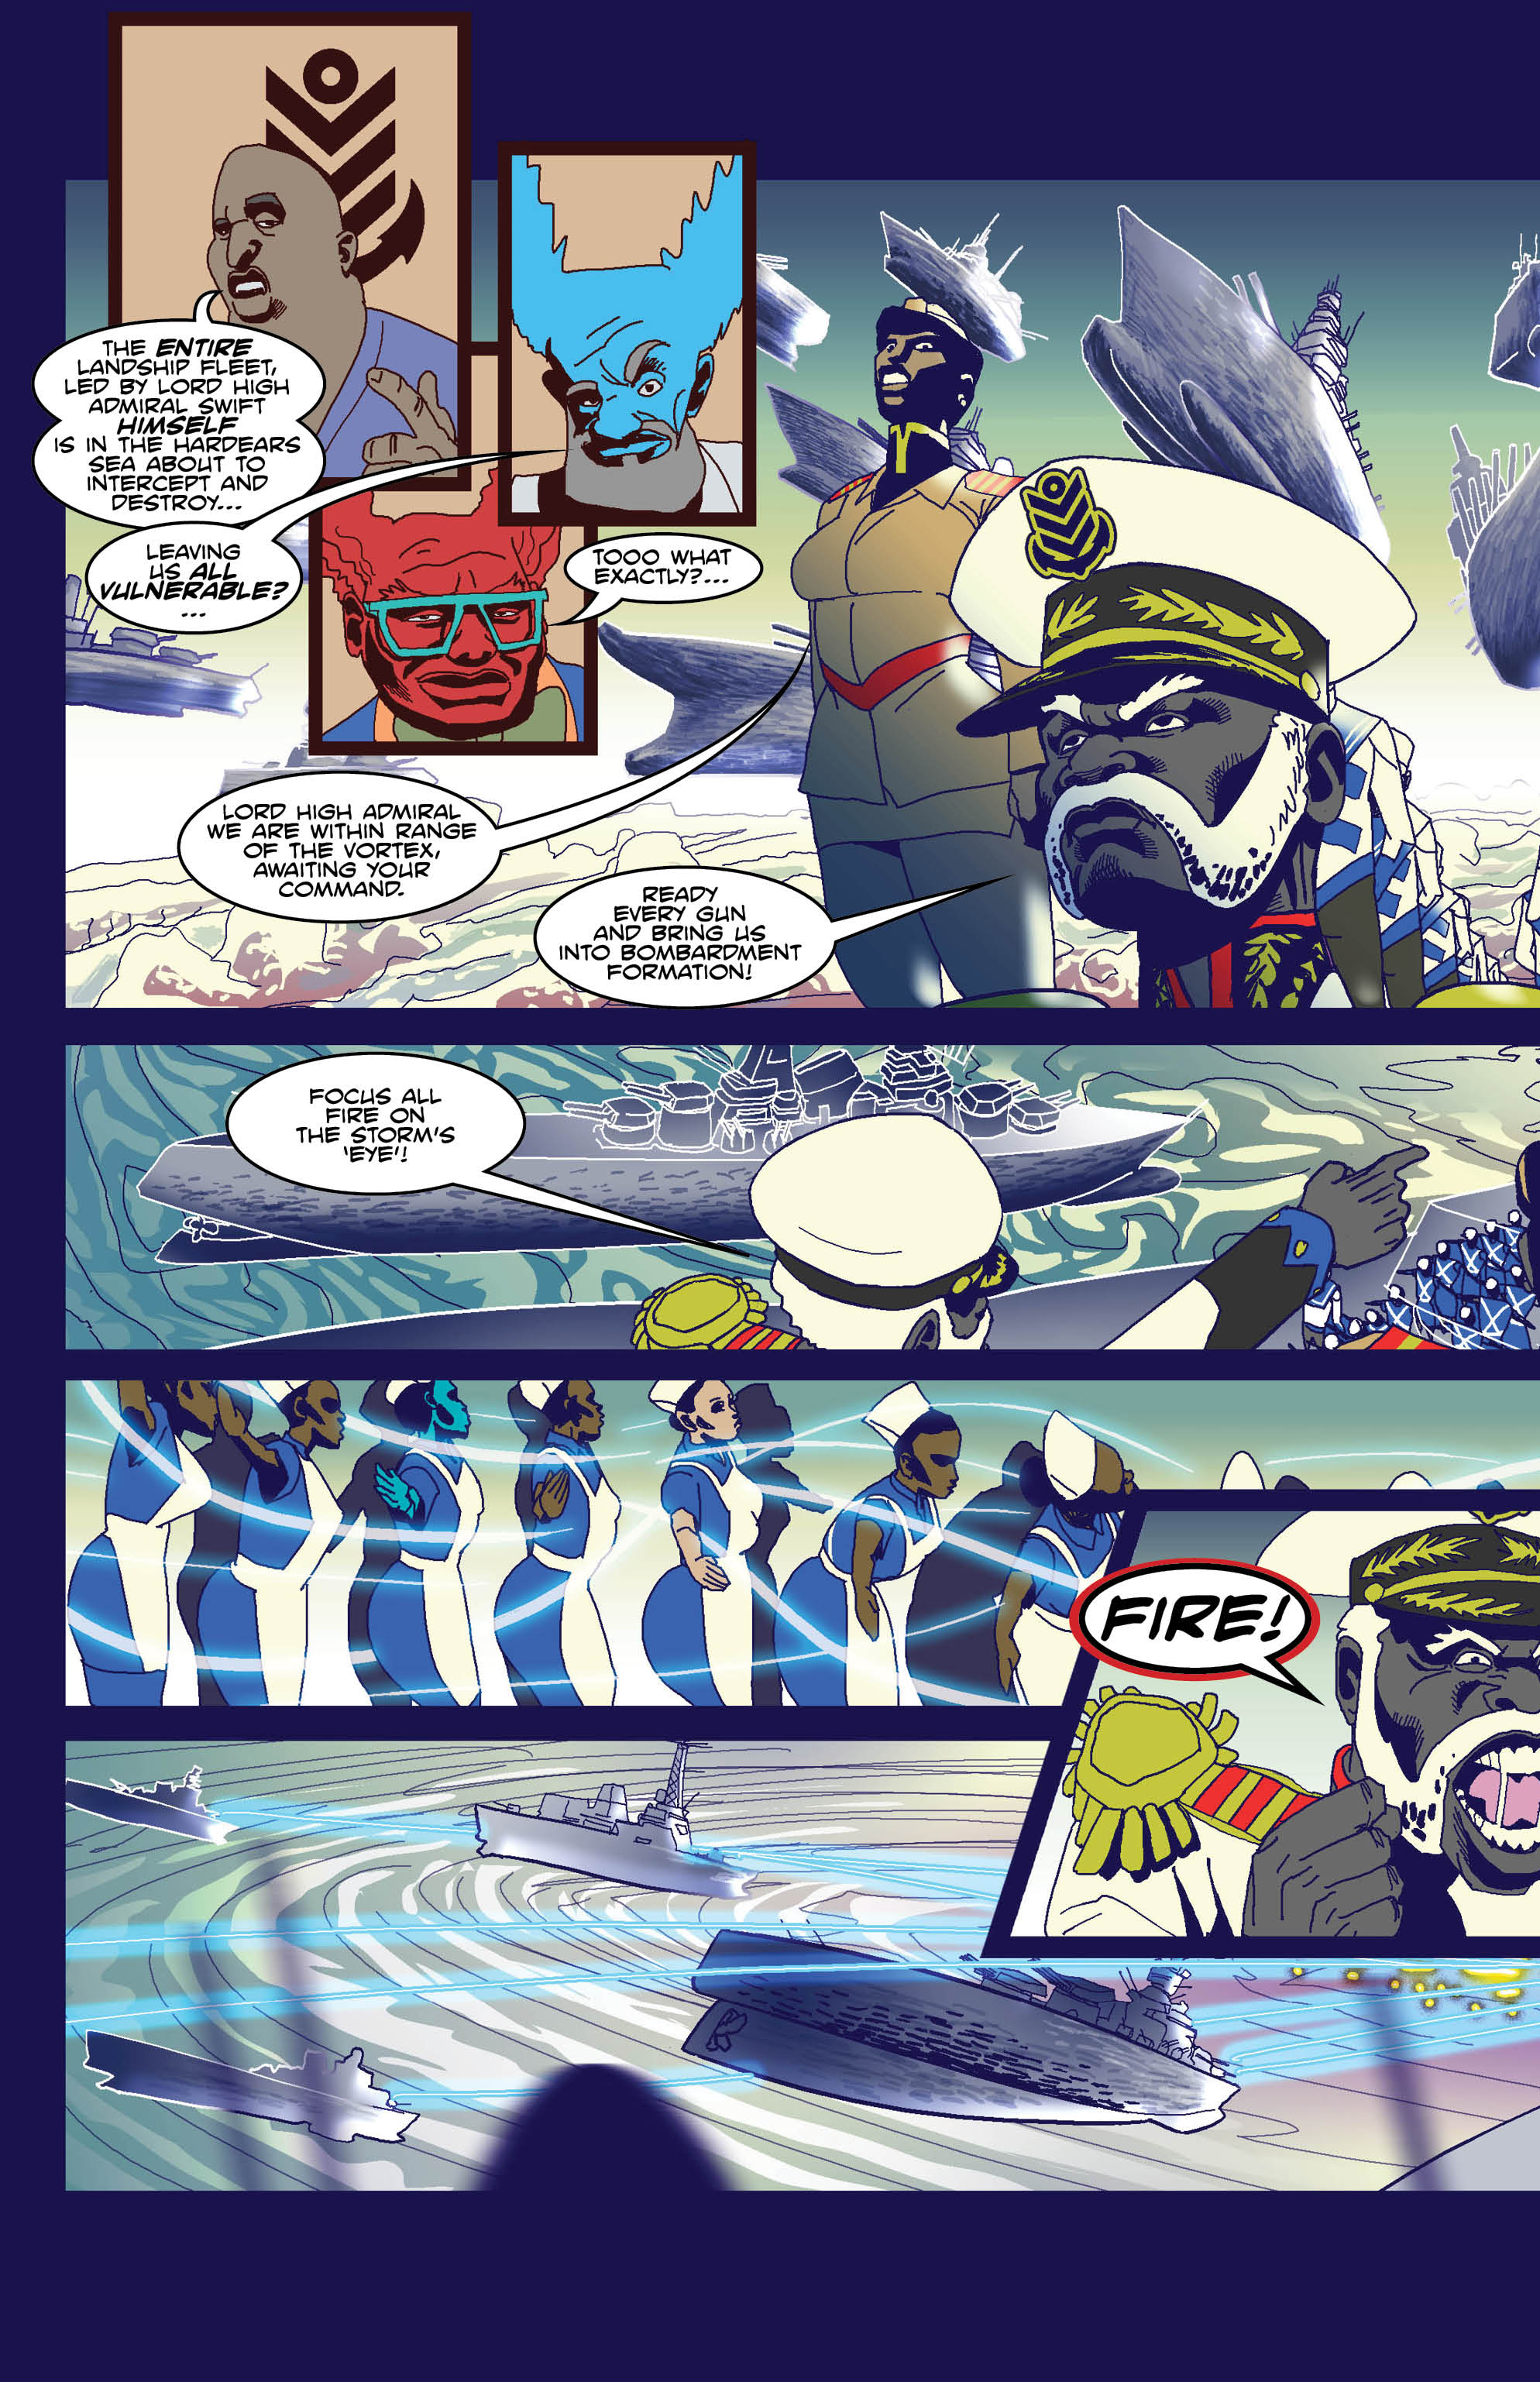 THE ENTIRE
LANDSHIP FLEET,
LED BY LORD HIGH
ADMIRAL SWIFT
HIMSELF
IS IN THE HARDEARS
SEA ABOUT TO
INTERCEPT AND
DESTROY...
LEAVING
US ALL
VULNERABLE?
...
TOOO WHAT
EXACTLY?...
LORD HIGH ADMIRAL
WE ARE WITHIN RANGE
OF THE VORTEX,
AWAITING YOUR
COMMAND.
READY
EVERY GUN
AND BRING US
INTO BOMBARDMENT
FORMATION!
FOCUS ALL
FIRE ON
THE STORM'S
'EYE'!
FIRE!